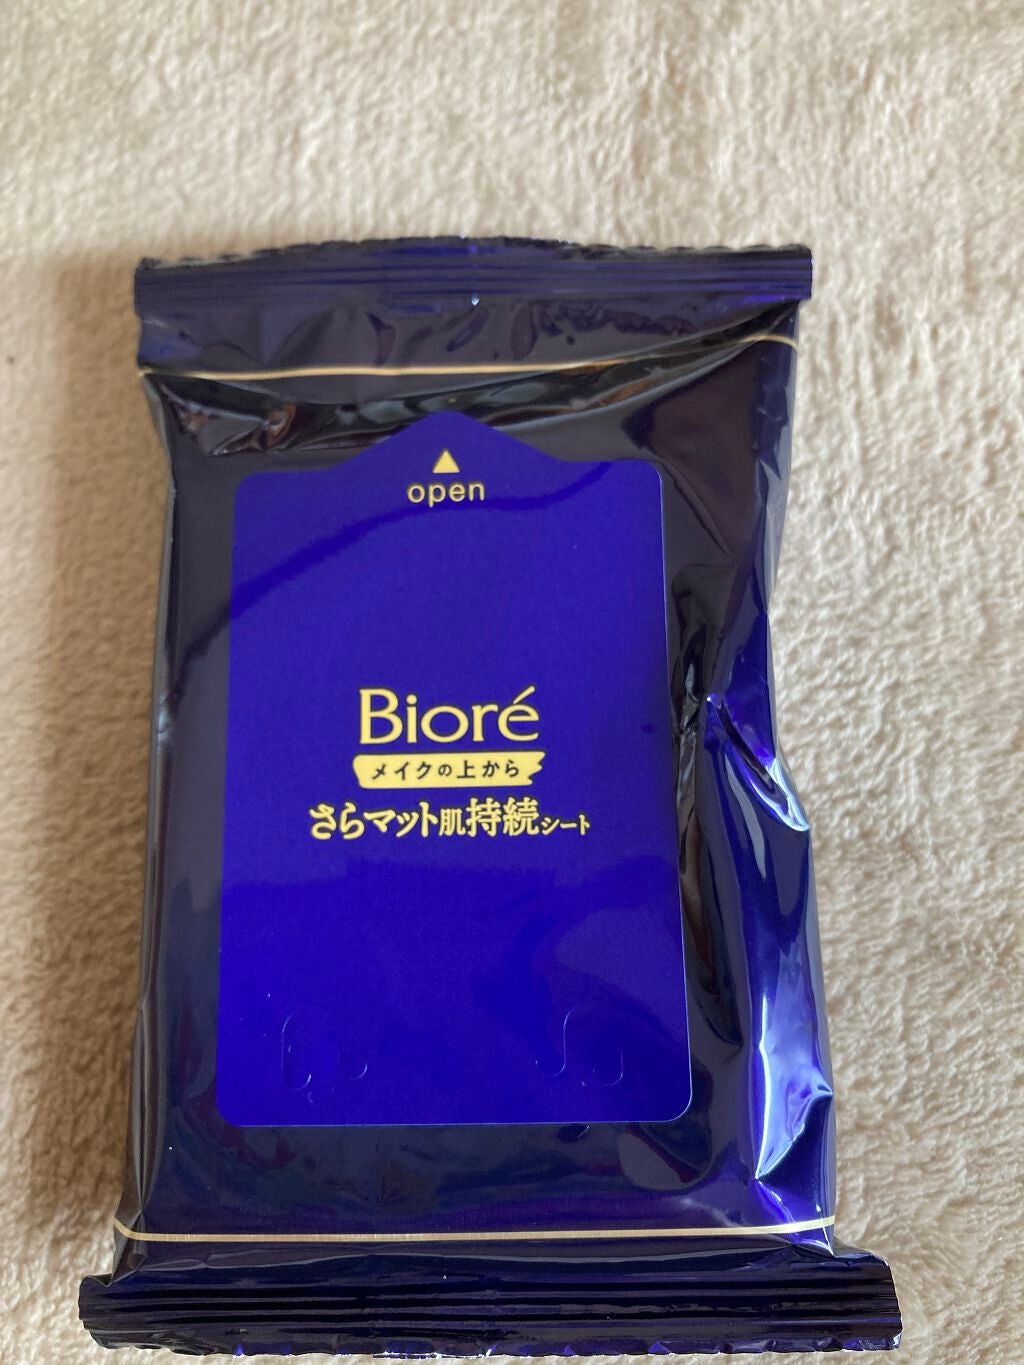 open
Bioré
メイクの上から
さらマット肌持続シート